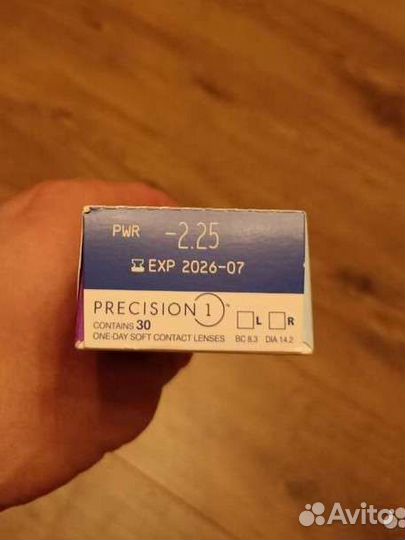 PWR -2.25
EXP 2026-07
PRECISION 1™
L R
CONTAINS 30
ONE-DAY SOFT CONTACT LENSES BC 8.3 DIA 14.2
Avito